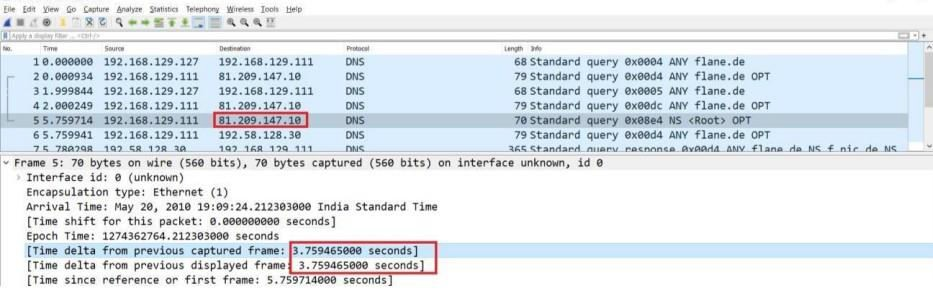 File Edit View Go Capture Analyze Statistics Telephony Wireless Tools Help
Apply a display filter ... <Ctrl-/>
No. Time Source Destination Protocol Length Info
1 0.000000 192.168.129.127 192.168.129.111 DNS 68 Standard query 0x0004 ANY flane.de
2 0.000934 192.168.129.111 81.209.147.10 DNS 79 Standard query 0x00d4 ANY flane.de OPT
3 1.999844 192.168.129.127 192.168.129.111 DNS 68 Standard query 0x0005 ANY flane.de
4 2.000249 192.168.129.111 81.209.147.10 DNS 79 Standard query 0x00dc ANY flane.de OPT
5 5.759714 192.168.129.111 81.209.147.10 DNS 70 Standard query 0x08e4 NS <Root> OPT
6 5.759941 192.168.129.111 192.58.128.30 DNS 79 Standard query 0x00d4 ANY flane.de OPT
7 5.780298 192.58.128.30 192.168.129.111 DNS 365 Standard query response 0x00d4 ANY flane.de NS f.nic.de NS
Frame 5: 70 bytes on wire (560 bits), 70 bytes captured (560 bits) on interface unknown, id 0
Interface id: 0 (unknown)
Encapsulation type: Ethernet (1)
Arrival Time: May 20, 2010 19:09:24.212303000 India Standard Time
[Time shift for this packet: 0.000000000 seconds]
Epoch Time: 1274362764.212303000 seconds
[Time delta from previous captured frame: 3.759465000 seconds]
[Time delta from previous displayed frame: 3.759465000 seconds]
[Time since reference or first frame: 5.759714000 seconds]